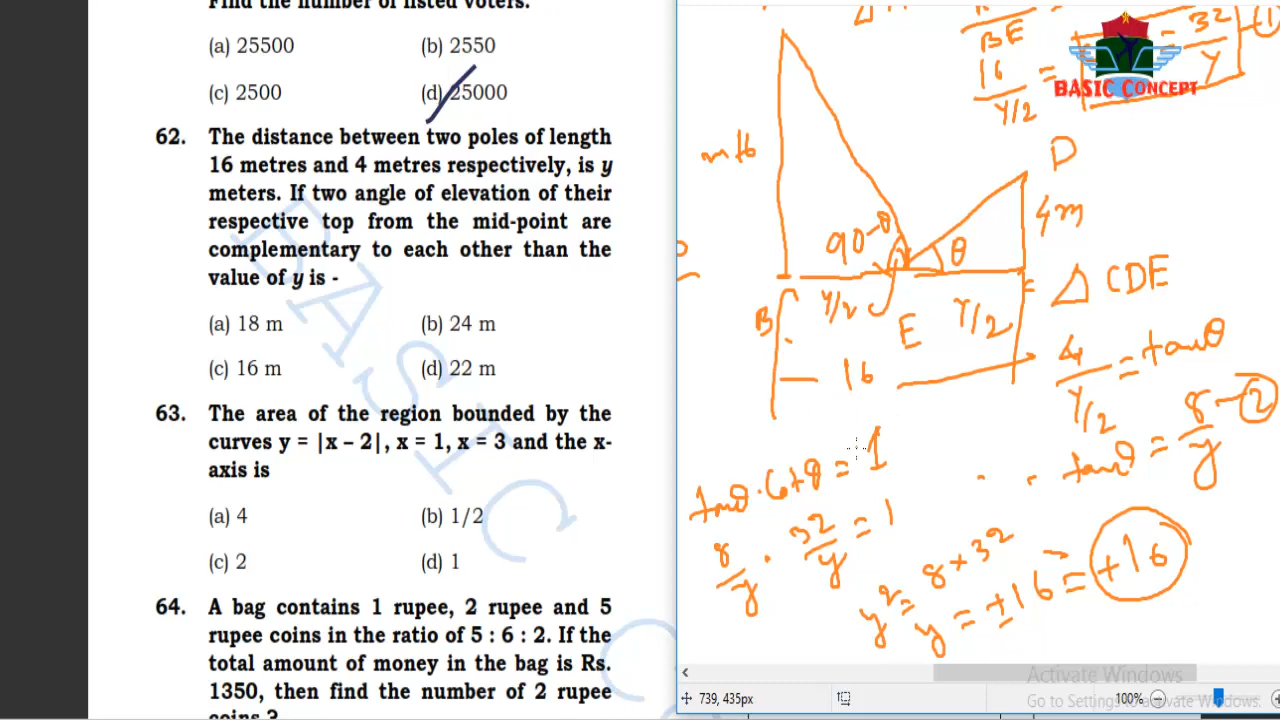 Find the number of listed voters.
(a) 25500 (b) 2550
(c) 2500 (d) 25000
62. The distance between two poles of length
16 metres and 4 metres respectively, is y
meters. If two angle of elevation of their
respective top from the mid-point are
complementary to each other than the
value of y is -
(a) 18 m (b) 24 m
(c) 16 m (d) 22 m
63. The area of the region bounded by the
curves y = |x – 2|, x = 1, x = 3 and the x-
axis is
(a) 4 (b) 1/2
(c) 2 (d) 1
64. A bag contains 1 rupee, 2 rupee and 5
rupee coins in the ratio of 5 : 6 : 2. If the
total amount of money in the bag is Rs.
1350, then find the number of 2 rupee
coins ?
BASIC CO
BE
16/Y/2 = = 32/Y
BASIC CONCEPT
D
4m
90-θ θ
△ CDE
B Y/2 E Y/2
16
4/Y/2 = tanθ
tanθ = 8/y - 2
tanθ · Cotθ = 1
8/y · 32/y = 1
y² = 8 × 32
y = ±16 = +16
Activate Windows
Go to Settings to activate Windows.
739, 435px 100%